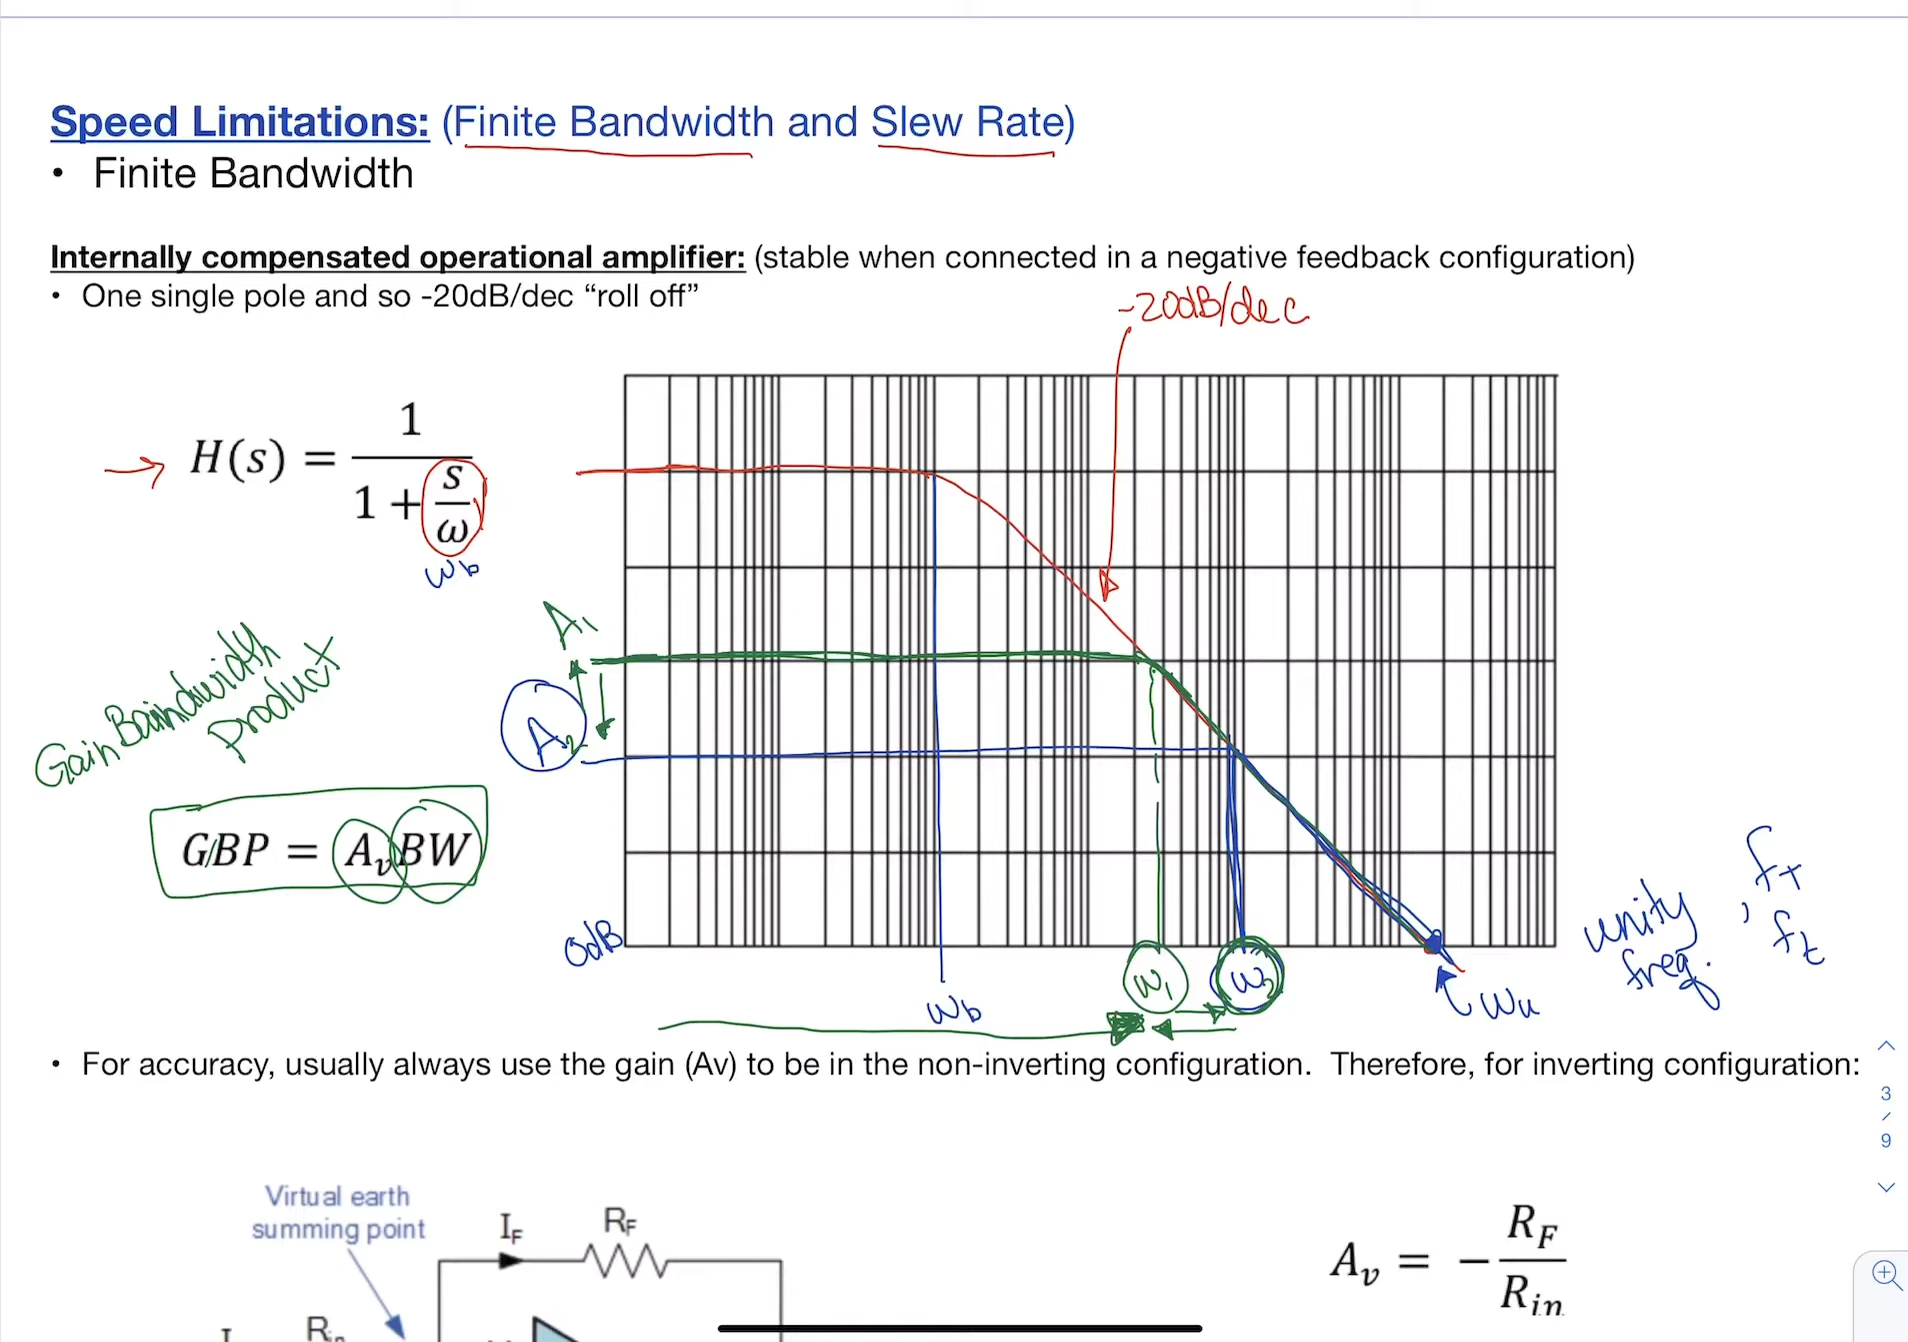 Speed Limitations: (Finite Bandwidth and Slew Rate)
• Finite Bandwidth
Internally compensated operational amplifier: (stable when connected in a negative feedback configuration)
• One single pole and so -20dB/dec “roll off”
-20dB/dec
H(s) = 1 / (1 + s/ω)
ωb
A1
Gain Baindwidth
product
A2
GBP = AvBW
0dB
ωb
ω1
ω2
ωu
unity
freq.
, fT
ft
• For accuracy, usually always use the gain (Av) to be in the non-inverting configuration. Therefore, for inverting configuration:
3
/
9
Virtual earth
summing point
IF
RF
Av = − RF / Rin
Rin